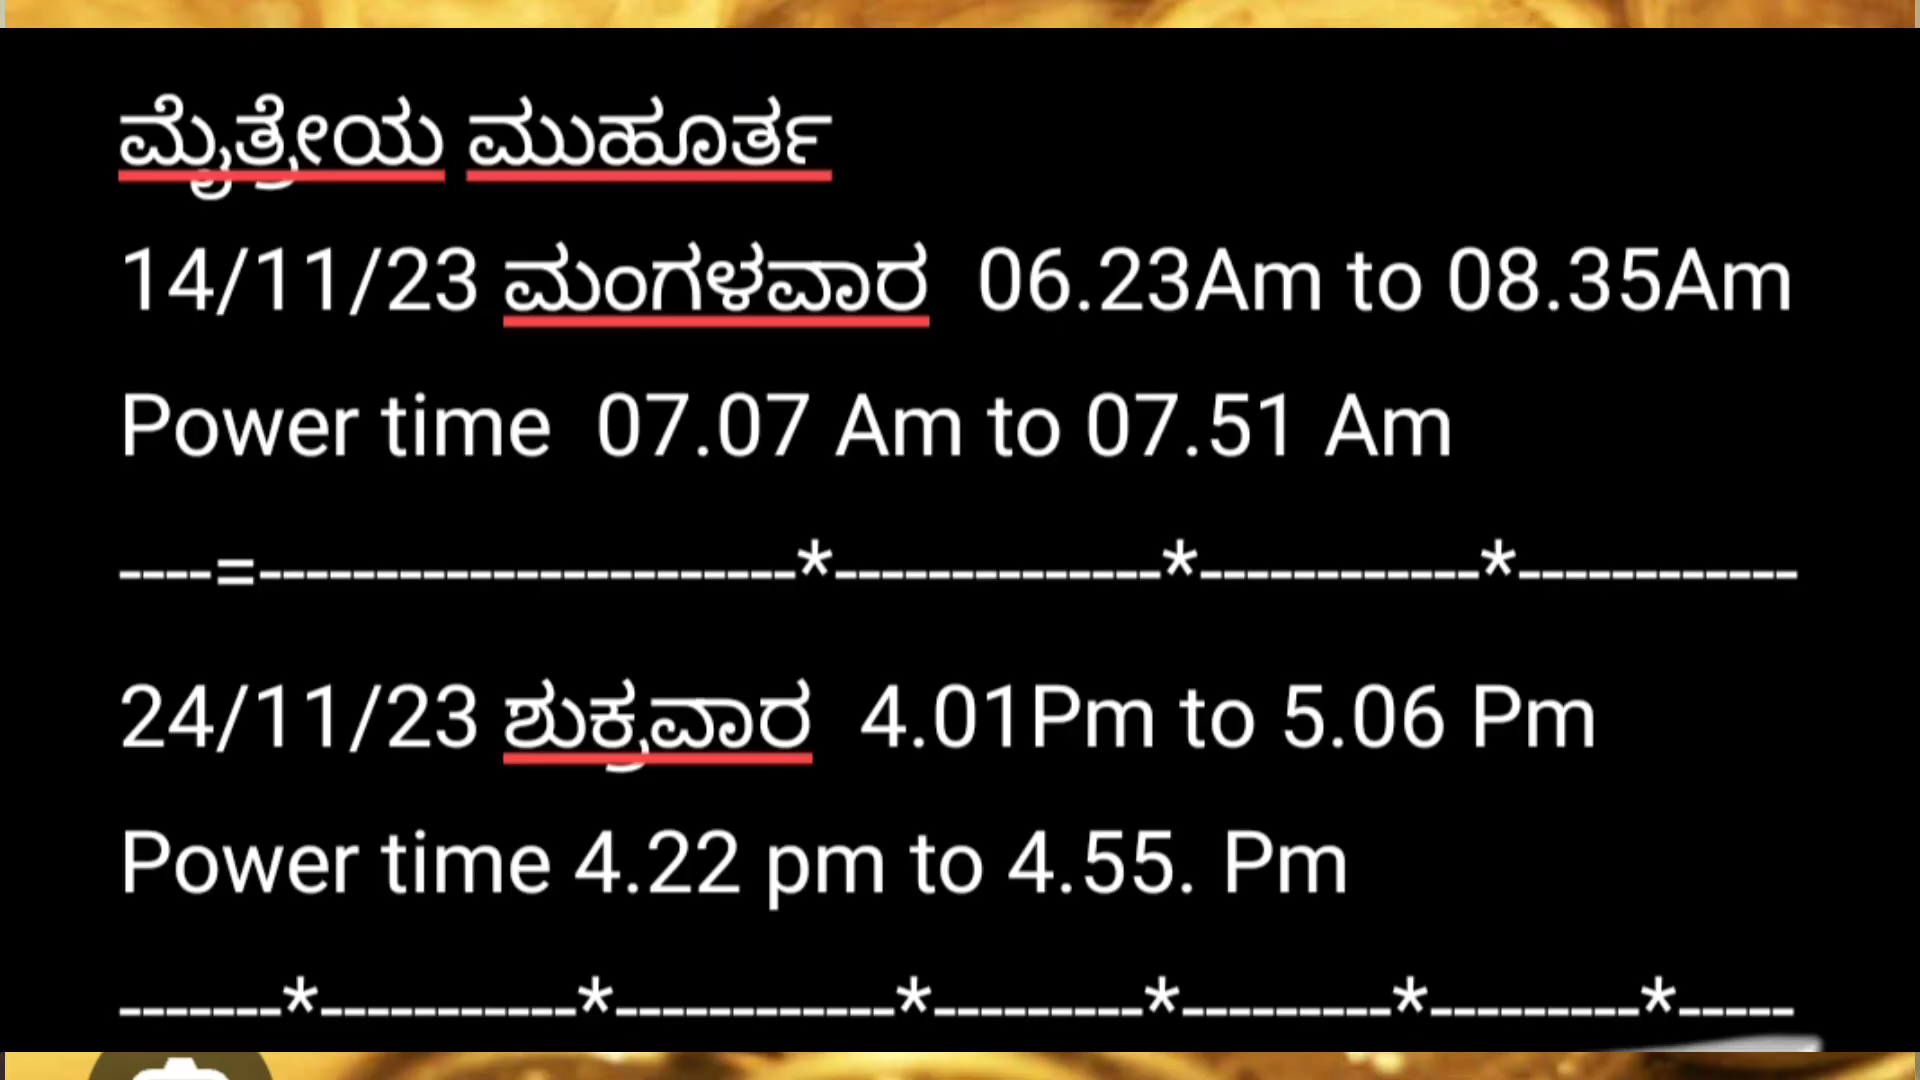 ಮೈತ್ರೇಯ ಮುಹೂರ್ತ
14/11/23 ಮಂಗಳವಾರ 06.23Am to 08.35Am
Power time 07.07 Am to 07.51 Am
----=-----------------------*--------------*------------*------------
24/11/23 ಶುಕ್ರವಾರ 4.01Pm to 5.06 Pm
Power time 4.22 pm to 4.55. Pm
-------*-----------*------------*---------*---------*---------*-----